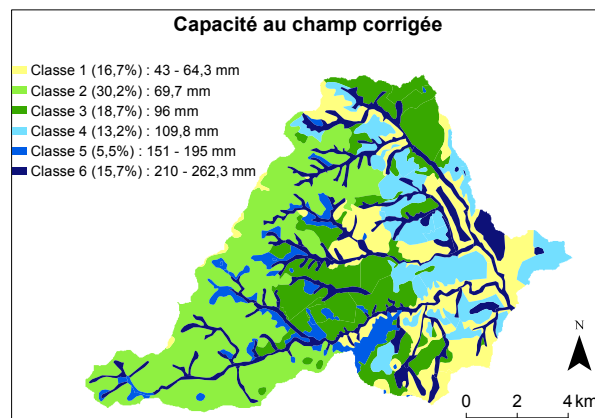 Capacité au champ corrigée
Classe 1 (16,7%) : 43 - 64,3 mm
Classe 2 (30,2%) : 69,7 mm
Classe 3 (18,7%) : 96 mm
Classe 4 (13,2%) : 109,8 mm
Classe 5 (5,5%) : 151 - 195 mm
Classe 6 (15,7%) : 210 - 262,3 mm
N
0 2 4 km